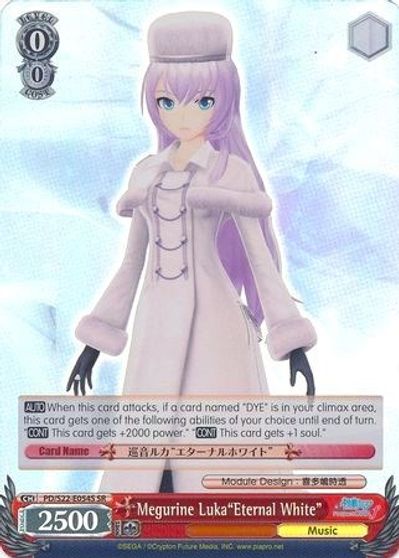 LEVEL
0
0
COST
AUTO When this card attacks, if a card named "DYE" is in your climax area,
this card gets one of the following abilities of your choice until end of turn.
"CONT This card gets +2000 power." "CONT This card gets +1 soul."
Card Name 巡音ルカ"エターナルホワイト"
Module Design : 喜多嶋時透
CH PD/S22-E054S SR
POWER 2500 Megurine Luka"Eternal White"
Music
©SEGA / ©Crypton Future Media, INC. www.piapro.net